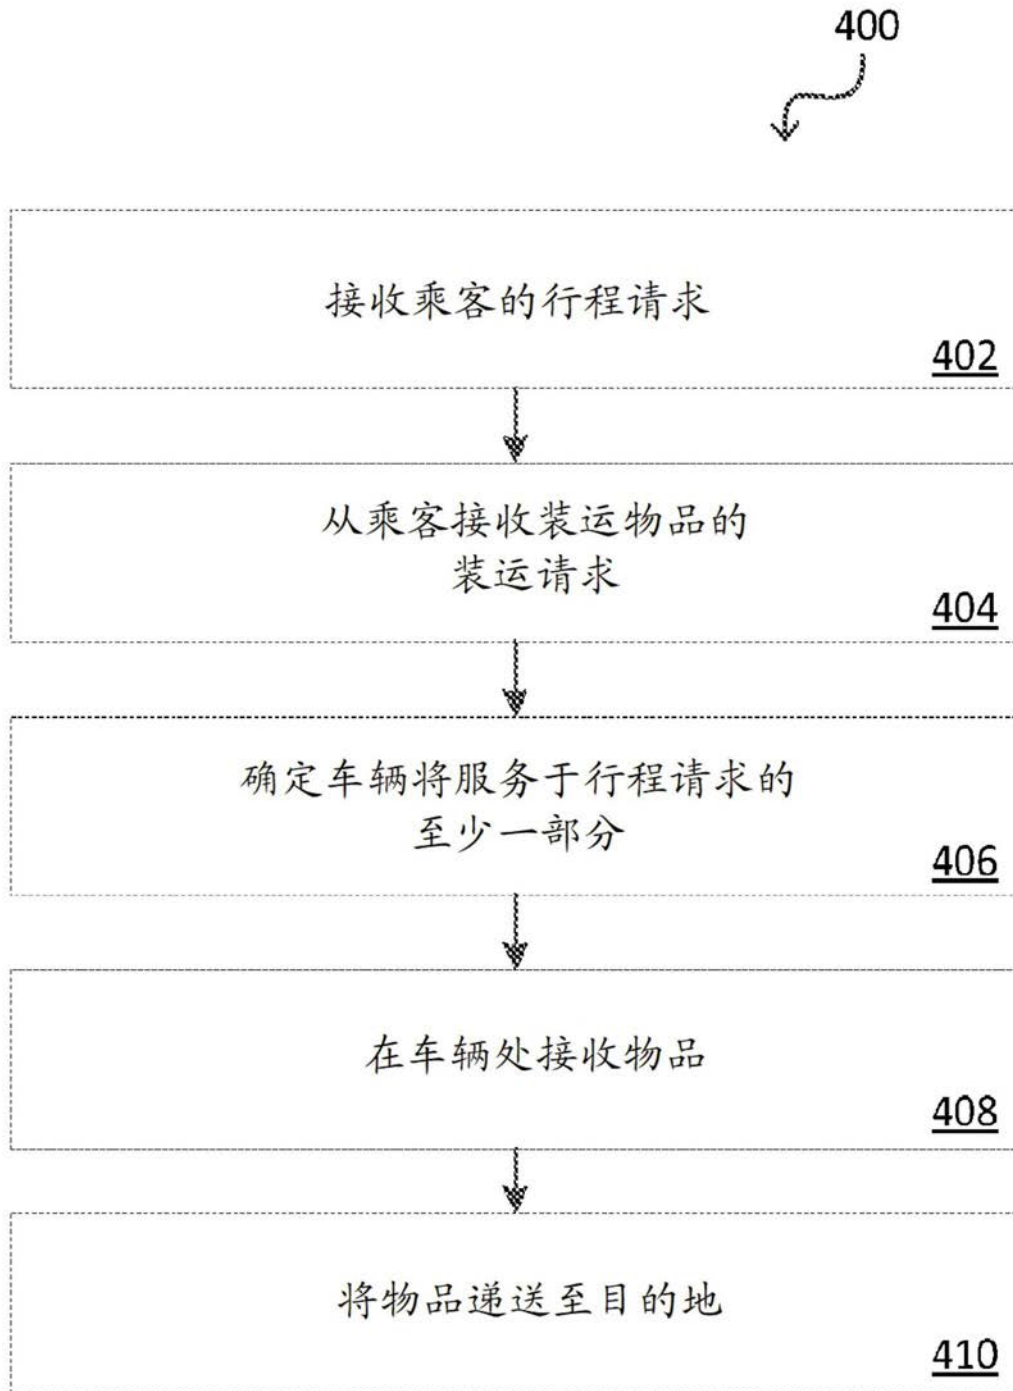 400
接收乘客的行程请求
402
从乘客接收装运物品的
装运请求
404
确定车辆将服务于行程请求的
至少一部分
406
在车辆处接收物品
408
将物品递送至目的地
410